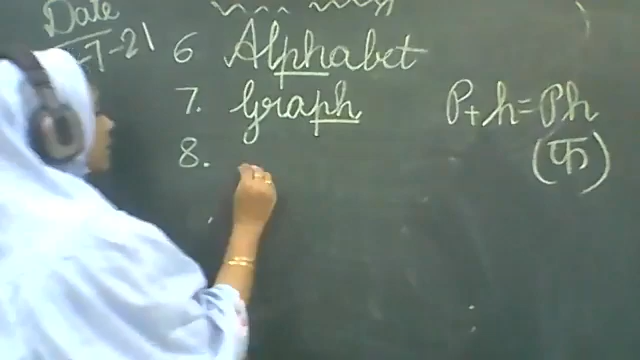 Date
-7-21
6 Alphabet
7. Graph
P+h=Ph
(फ)
8.